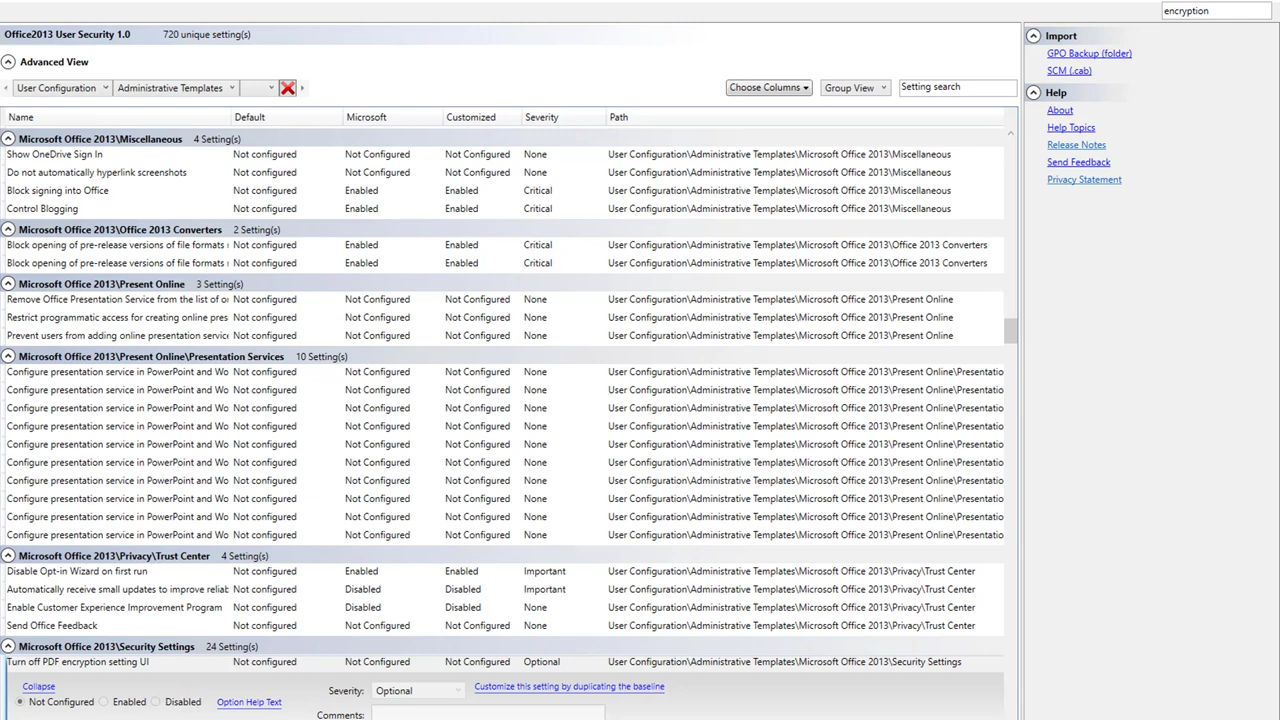 encryption
Office2013 User Security 1.0 720 unique setting(s)
Advanced View
User Configuration Administrative Templates Choose Columns Group View Setting search
Name Default Microsoft Customized Severity Path
Microsoft Office 2013\Miscellaneous 4 Setting(s)
Show OneDrive Sign In Not configured Not Configured Not Configured None User Configuration\Administrative Templates\Microsoft Office 2013\Miscellaneous
Do not automatically hyperlink screenshots Not configured Not Configured Not Configured None User Configuration\Administrative Templates\Microsoft Office 2013\Miscellaneous
Block signing into Office Not configured Enabled Enabled Critical User Configuration\Administrative Templates\Microsoft Office 2013\Miscellaneous
Control Blogging Not configured Enabled Enabled Critical User Configuration\Administrative Templates\Microsoft Office 2013\Miscellaneous
Microsoft Office 2013\Office 2013 Converters 2 Setting(s)
Block opening of pre-release versions of file formats Not configured Enabled Enabled Critical User Configuration\Administrative Templates\Microsoft Office 2013\Office 2013 Converters
Block opening of pre-release versions of file formats Not configured Enabled Enabled Critical User Configuration\Administrative Templates\Microsoft Office 2013\Office 2013 Converters
Microsoft Office 2013\Present Online 3 Setting(s)
Remove Office Presentation Service from the list of or Not configured Not Configured Not Configured None User Configuration\Administrative Templates\Microsoft Office 2013\Present Online
Restrict programmatic access for creating online pres Not configured Not Configured Not Configured None User Configuration\Administrative Templates\Microsoft Office 2013\Present Online
Prevent users from adding online presentation servic Not configured Not Configured Not Configured None User Configuration\Administrative Templates\Microsoft Office 2013\Present Online
Microsoft Office 2013\Present Online\Presentation Services 10 Setting(s)
Configure presentation service in PowerPoint and Wo Not configured Not Configured Not Configured None User Configuration\Administrative Templates\Microsoft Office 2013\Present Online\Presentatio
Configure presentation service in PowerPoint and Wo Not configured Not Configured Not Configured None User Configuration\Administrative Templates\Microsoft Office 2013\Present Online\Presentatio
Configure presentation service in PowerPoint and Wo Not configured Not Configured Not Configured None User Configuration\Administrative Templates\Microsoft Office 2013\Present Online\Presentatio
Configure presentation service in PowerPoint and Wo Not configured Not Configured Not Configured None User Configuration\Administrative Templates\Microsoft Office 2013\Present Online\Presentatio
Configure presentation service in PowerPoint and Wo Not configured Not Configured Not Configured None User Configuration\Administrative Templates\Microsoft Office 2013\Present Online\Presentatio
Configure presentation service in PowerPoint and Wo Not configured Not Configured Not Configured None User Configuration\Administrative Templates\Microsoft Office 2013\Present Online\Presentatio
Configure presentation service in PowerPoint and Wo Not configured Not Configured Not Configured None User Configuration\Administrative Templates\Microsoft Office 2013\Present Online\Presentatio
Configure presentation service in PowerPoint and Wo Not configured Not Configured Not Configured None User Configuration\Administrative Templates\Microsoft Office 2013\Present Online\Presentatio
Configure presentation service in PowerPoint and Wo Not configured Not Configured Not Configured None User Configuration\Administrative Templates\Microsoft Office 2013\Present Online\Presentatio
Configure presentation service in PowerPoint and Wo Not configured Not Configured Not Configured None User Configuration\Administrative Templates\Microsoft Office 2013\Present Online\Presentatio
Microsoft Office 2013\Privacy\Trust Center 4 Setting(s)
Disable Opt-in Wizard on first run Not configured Enabled Enabled Important User Configuration\Administrative Templates\Microsoft Office 2013\Privacy\Trust Center
Automatically receive small updates to improve reliab Not configured Disabled Disabled Important User Configuration\Administrative Templates\Microsoft Office 2013\Privacy\Trust Center
Enable Customer Experience Improvement Program Not configured Disabled Disabled None User Configuration\Administrative Templates\Microsoft Office 2013\Privacy\Trust Center
Send Office Feedback Not configured Not Configured Not Configured None User Configuration\Administrative Templates\Microsoft Office 2013\Privacy\Trust Center
Microsoft Office 2013\Security Settings 24 Setting(s)
Turn off PDF encryption setting UI Not configured Not Configured Not Configured Optional User Configuration\Administrative Templates\Microsoft Office 2013\Security Settings
Collapse Severity: Optional Customize this setting by duplicating the baseline
Not Configured Enabled Disabled Option Help Text
Comments:
Import
GPO Backup (folder)
SCM (.cab)
Help
About
Help Topics
Release Notes
Send Feedback
Privacy Statement